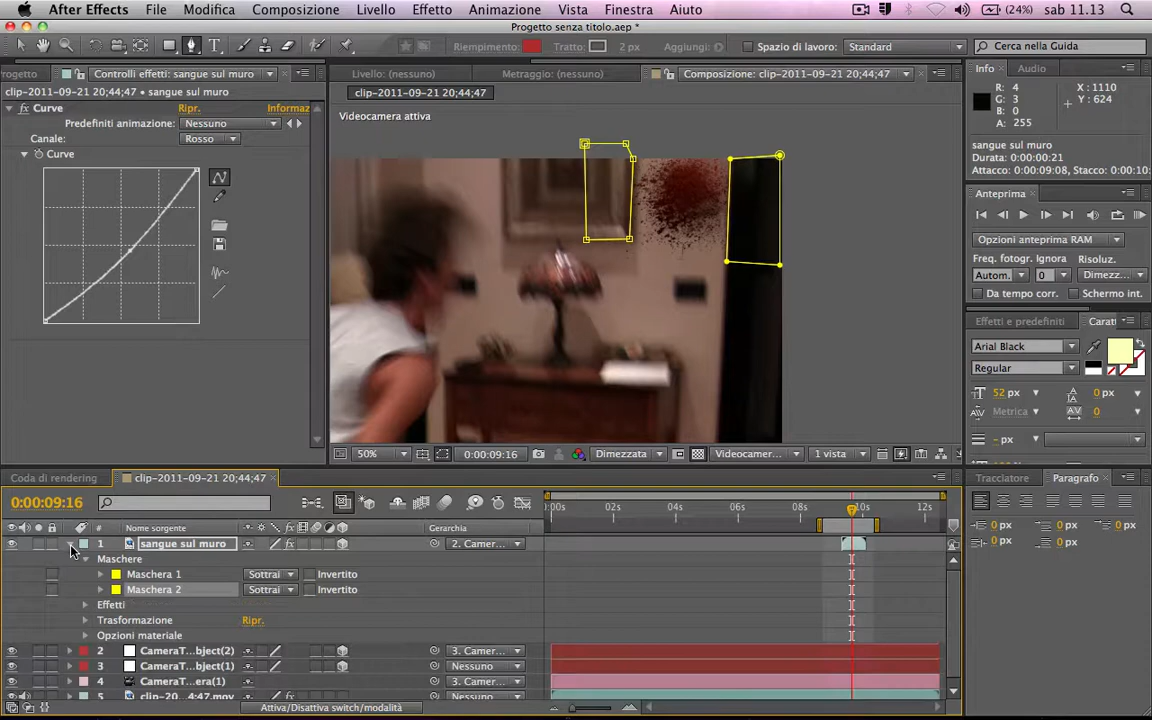 After Effects File Modifica Composizione Livello Effetto Animazione Vista Finestra Aiuto (24%) sab 11.13
Progetto senza titolo.aep *
Riempimento: Tratto: 2 px Aggiungi: Spazio di lavoro: Standard Cerca nella Guida
rogetto Controlli effetti: sangue sul muro Livello: (nessuno) Metraggio: (nessuno) Composizione: clip-2011-09-21 20;44;47 Info Audio
clip-2011-09-21 20;44;47 • sangue sul muro
clip-2011-09-21 20;44;47
Curve Ripr. Informaz
Predefiniti animazione: Nessuno
Canale: Rosso
Curve
Videocamera attiva
R: 4
G: 3
B: 0
A: 255
X: 1110
Y: 624
sangue sul muro
Durata: 0:00:00:21
Attacco: 0:00:09:08, Stacco: 0:00:10:
Anteprima
Opzioni anteprima RAM
Freq. fotogr. Ignora Risoluz.
Autom. 0 Dimezz...
Da tempo corr. Schermo int.
Effetti e predefiniti Caratt
Arial Black
Regular
52 px 0 px
Metrica 0
- px
50% 0:00:09:16 Dimezzata Videocamer... 1 vista
Coda di rendering clip-2011-09-21 20;44;47
Tracciatore Paragrafo
0:00:09:16
:00s 02s 04s 06s 08s 10s 12s
# Nome sorgente fx Gerarchia
1 sangue sul muro fx 2. Camer...
Maschere
Maschera 1 Sottrai Invertito
Maschera 2 Sottrai Invertito
Effetti
Trasformazione Ripr.
Opzioni materiale
2 CameraT...bject(2) 3. Camer...
3 CameraT...bject(1) Nessuno
4 CameraT...era(1) 3. Camer...
5 clip-20...4;47.mov Nessuno
0 px 0 px 0 px
0 px 0 px
Attiva/Disattiva switch/modalità